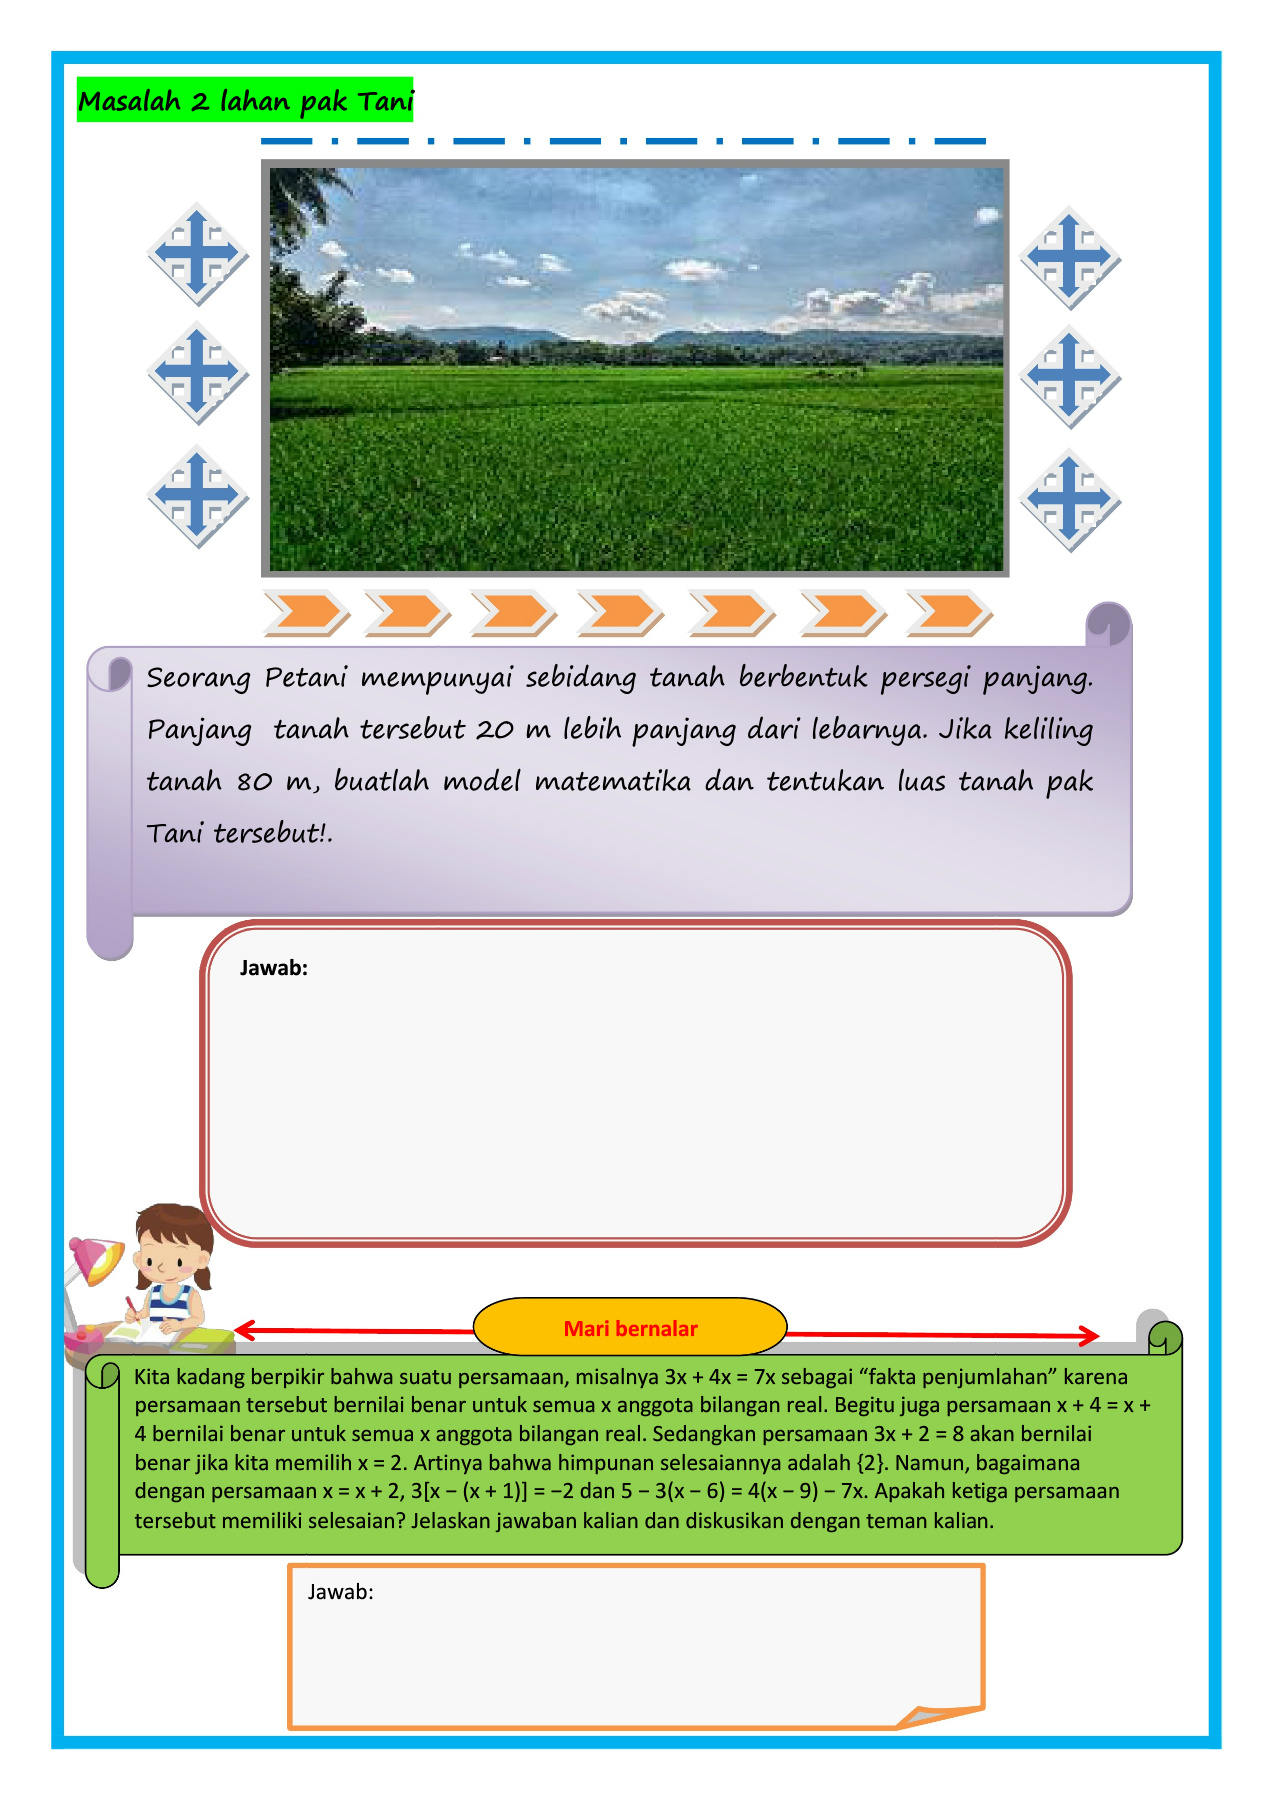 Masalah 2 lahan pak Tani
Seorang Petani mempunyai sebidang tanah berbentuk persegi panjang.
Panjang tanah tersebut 20 m lebih panjang dari lebarnya. Jika keliling
tanah 80 m, buatlah model matematika dan tentukan luas tanah pak
Tani tersebut!.
Jawab:
Mari bernalar
Kita kadang berpikir bahwa suatu persamaan, misalnya 3x + 4x = 7x sebagai “fakta penjumlahan” karena
persamaan tersebut bernilai benar untuk semua x anggota bilangan real. Begitu juga persamaan x + 4 = x +
4 bernilai benar untuk semua x anggota bilangan real. Sedangkan persamaan 3x + 2 = 8 akan bernilai
benar jika kita memilih x = 2. Artinya bahwa himpunan selesaiannya adalah {2}. Namun, bagaimana
dengan persamaan x = x + 2, 3[x − (x + 1)] = −2 dan 5 − 3(x − 6) = 4(x − 9) − 7x. Apakah ketiga persamaan
tersebut memiliki selesaian? Jelaskan jawaban kalian dan diskusikan dengan teman kalian.
Jawab: